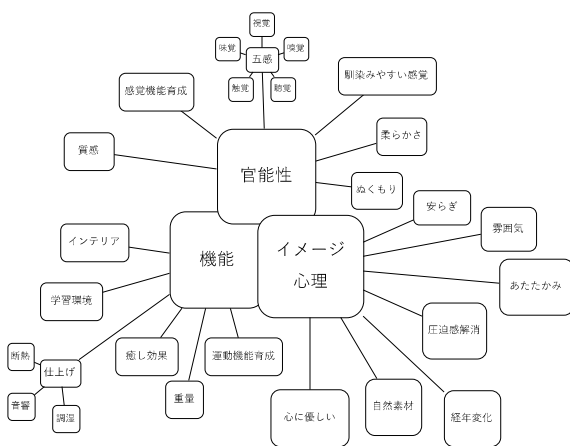 視覚
味覚
嗅覚
五感
触覚
聴覚
感覚機能育成
馴染みやすい感覚
質感
柔らかさ
官能性
ぬくもり
安らぎ
雰囲気
インテリア
機能
イメージ
心理
あたたかみ
学習環境
圧迫感解消
断熱
仕上げ
癒し効果
運動機能育成
音響
調湿
重量
心に優しい
自然素材
経年変化